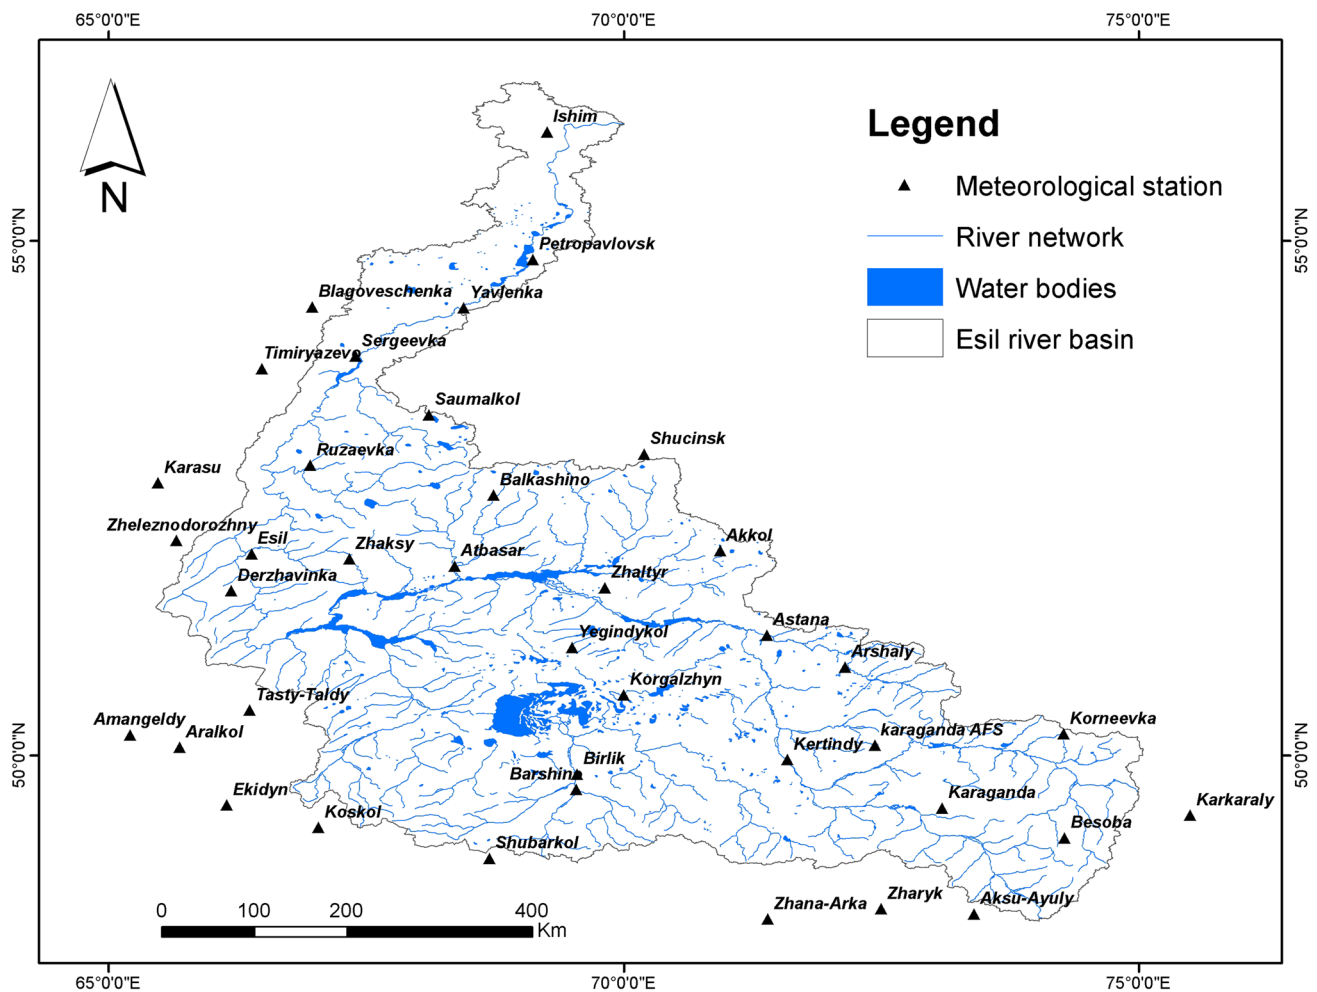 65°0'0"E 70°0'0"E 75°0'0"E
Legend
Meteorological station
River network
Water bodies
Esil river basin
N
55°0'0"N
55°0'0"N
Ishim
Petropavlovsk
Blagoveschenka
Yavlenka
Sergeevka
Timiryazevo
Saumalkol
Shucinsk
Ruzaevka
Karasu
Balkashino
Zheleznodorozhny
Esil
Zhaksy
Atbasar
Akkol
Derzhavinka
Zhaltyr
Astana
Yegindykol
Arshaly
Korgalzhyn
Tasty-Taldy
Amangeldy
Aralkol
Korneevka
karaganda AFS
Kertindy
50°0'0"N
50°0'0"N
Birlik
Barshino
Ekidyn
Karaganda
Karkaraly
Koskol
Besoba
Shubarkol
Zharyk
Aksu-Ayuly
Zhana-Arka
0 100 200 400
Km
65°0'0"E 70°0'0"E 75°0'0"E